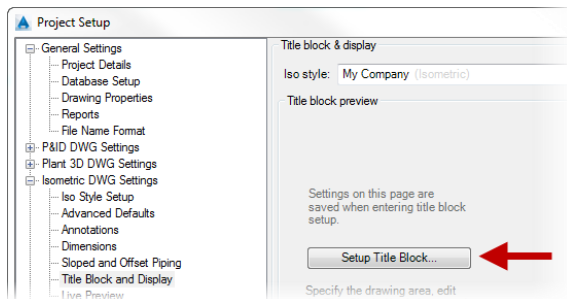 Project Setup
General Settings
Project Details
Database Setup
Drawing Properties
Reports
File Name Format
P&ID DWG Settings
Plant 3D DWG Settings
Isometric DWG Settings
Iso Style Setup
Advanced Defaults
Annotations
Dimensions
Sloped and Offset Piping
Title Block and Display
Live Preview
Title block & display
Iso style: My Company (Isometric)
Title block preview
Settings on this page are
saved when entering title block
setup.
Setup Title Block...
Specify the drawing area, edit